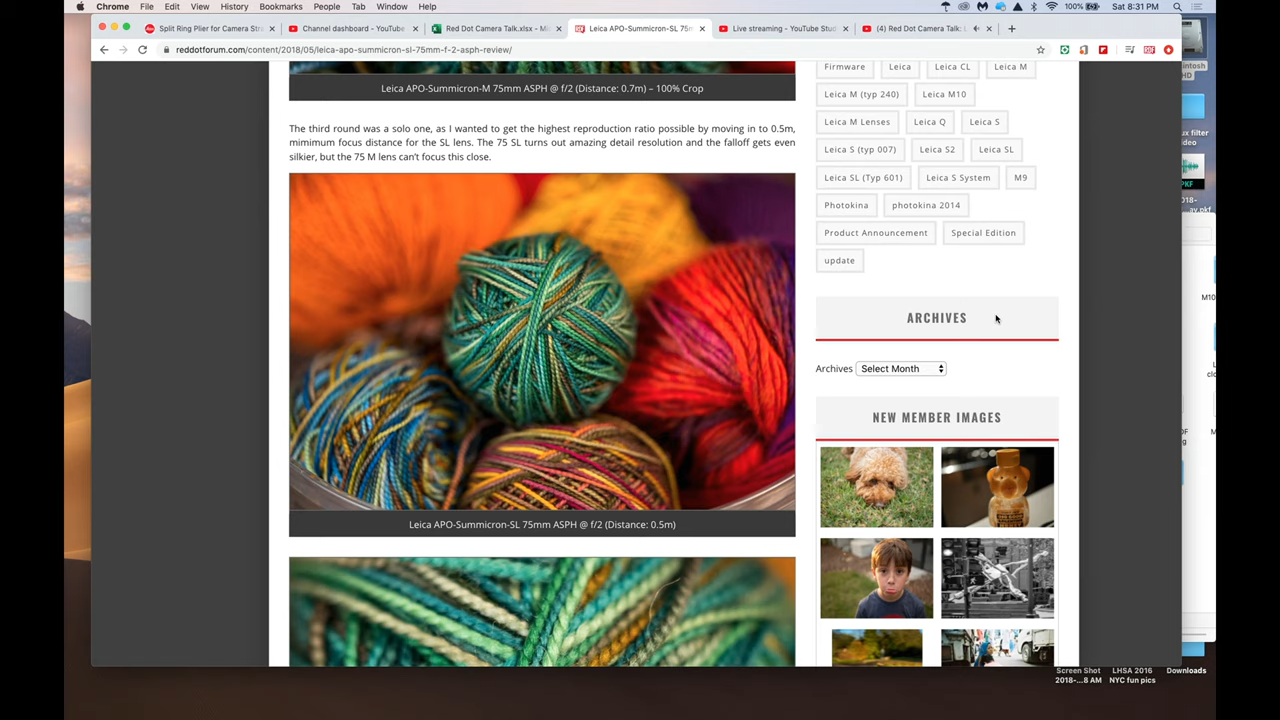 Chrome File Edit View History Bookmarks People Tab Window Help 100% Sat 8:31 PM
Split Ring Plier for Camera Stra
Channel dashboard - YouTube
Red Dot Camera Talk.xlsx - Mi
Leica APO-Summicron-SL 75m
Live streaming - YouTube Stud
(4) Red Dot Camera Talk: L
reddotforum.com/content/2018/05/leica-apo-summicron-sl-75mm-f-2-asph-review/
Leica APO-Summicron-M 75mm ASPH @ f/2 (Distance: 0.7m) – 100% Crop
The third round was a solo one, as I wanted to get the highest reproduction ratio possible by moving in to 0.5m,
mimimum focus distance for the SL lens. The 75 SL turns out amazing detail resolution and the falloff gets even
silkier, but the 75 M lens can't focus this close.
Leica APO-Summicron-SL 75mm ASPH @ f/2 (Distance: 0.5m)
Firmware Leica Leica CL Leica M
Leica M (typ 240) Leica M10
Leica M Lenses Leica Q Leica S
Leica S (typ 007) Leica S2 Leica SL
Leica SL (Typ 601) Leica S System M9
Photokina photokina 2014
Product Announcement Special Edition
update
ARCHIVES
Archives Select Month
NEW MEMBER IMAGES
Screen Shot
2018-...8 AM
LHSA 2016
NYC fun pics
Downloads